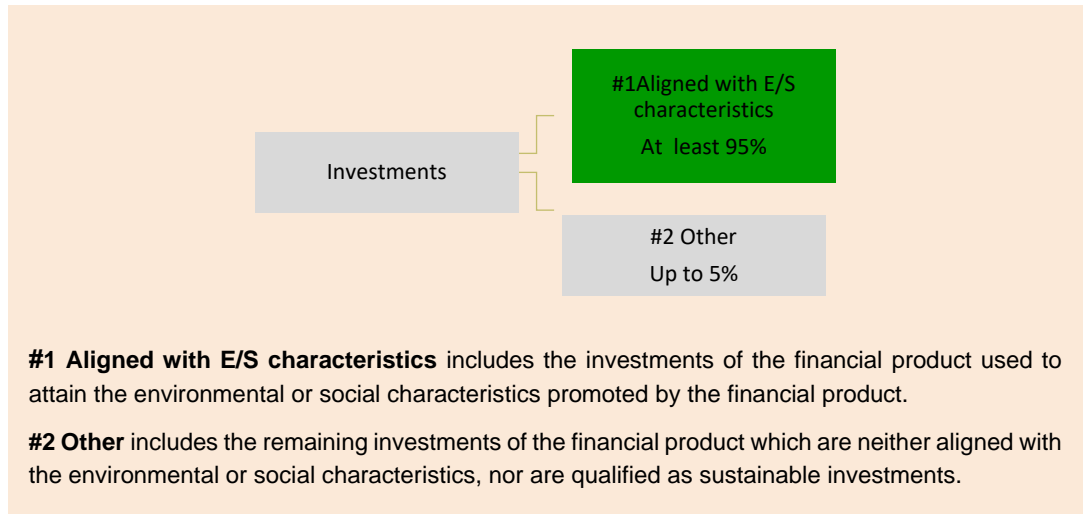 #1Aligned with E/S
characteristics
At least 95%
Investments
#2 Other
Up to 5%
#1 Aligned with E/S characteristics includes the investments of the financial product used to
attain the environmental or social characteristics promoted by the financial product.
#2 Other includes the remaining investments of the financial product which are neither aligned with
the environmental or social characteristics, nor are qualified as sustainable investments.